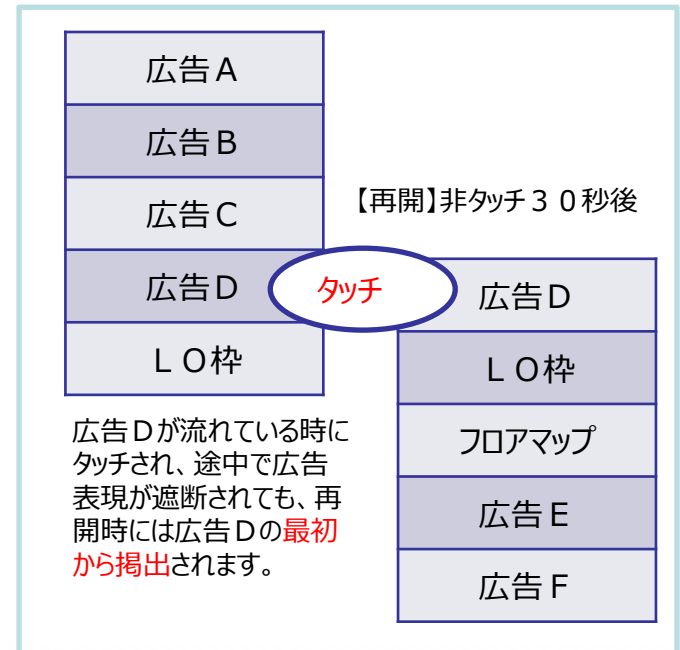 広告A
広告B
広告C
広告D
LO枠
タッチ
【再開】非タッチ30秒後
広告D
LO枠
フロアマップ
広告E
広告F
広告Dが流れている時に
タッチされ、途中で広告
表現が遮断されても、再
開時には広告Dの最初
から掲出されます。